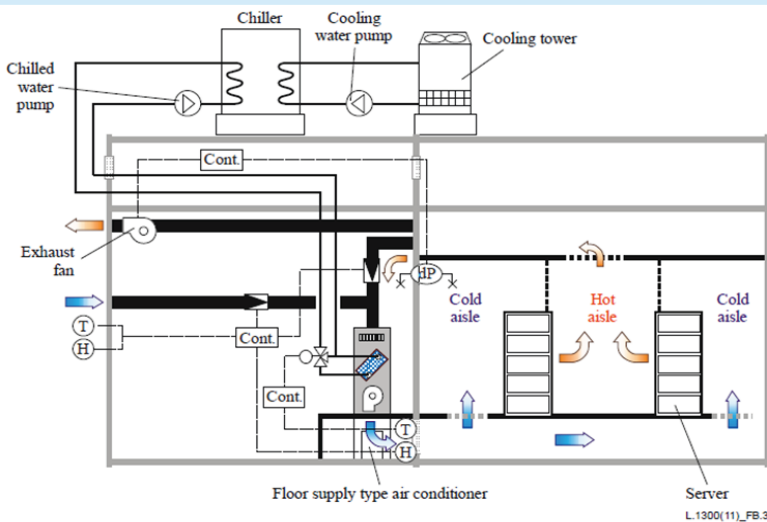 Chiller
Cooling
water pump
Cooling tower
Chilled
water
pump
Cont.
Exhaust
fan
dP
Cold
aisle
Hot
aisle
Cold
aisle
T
H
Cont.
Cont.
T
H
Floor supply type air conditioner
Server
L.1300(11)_FB.3